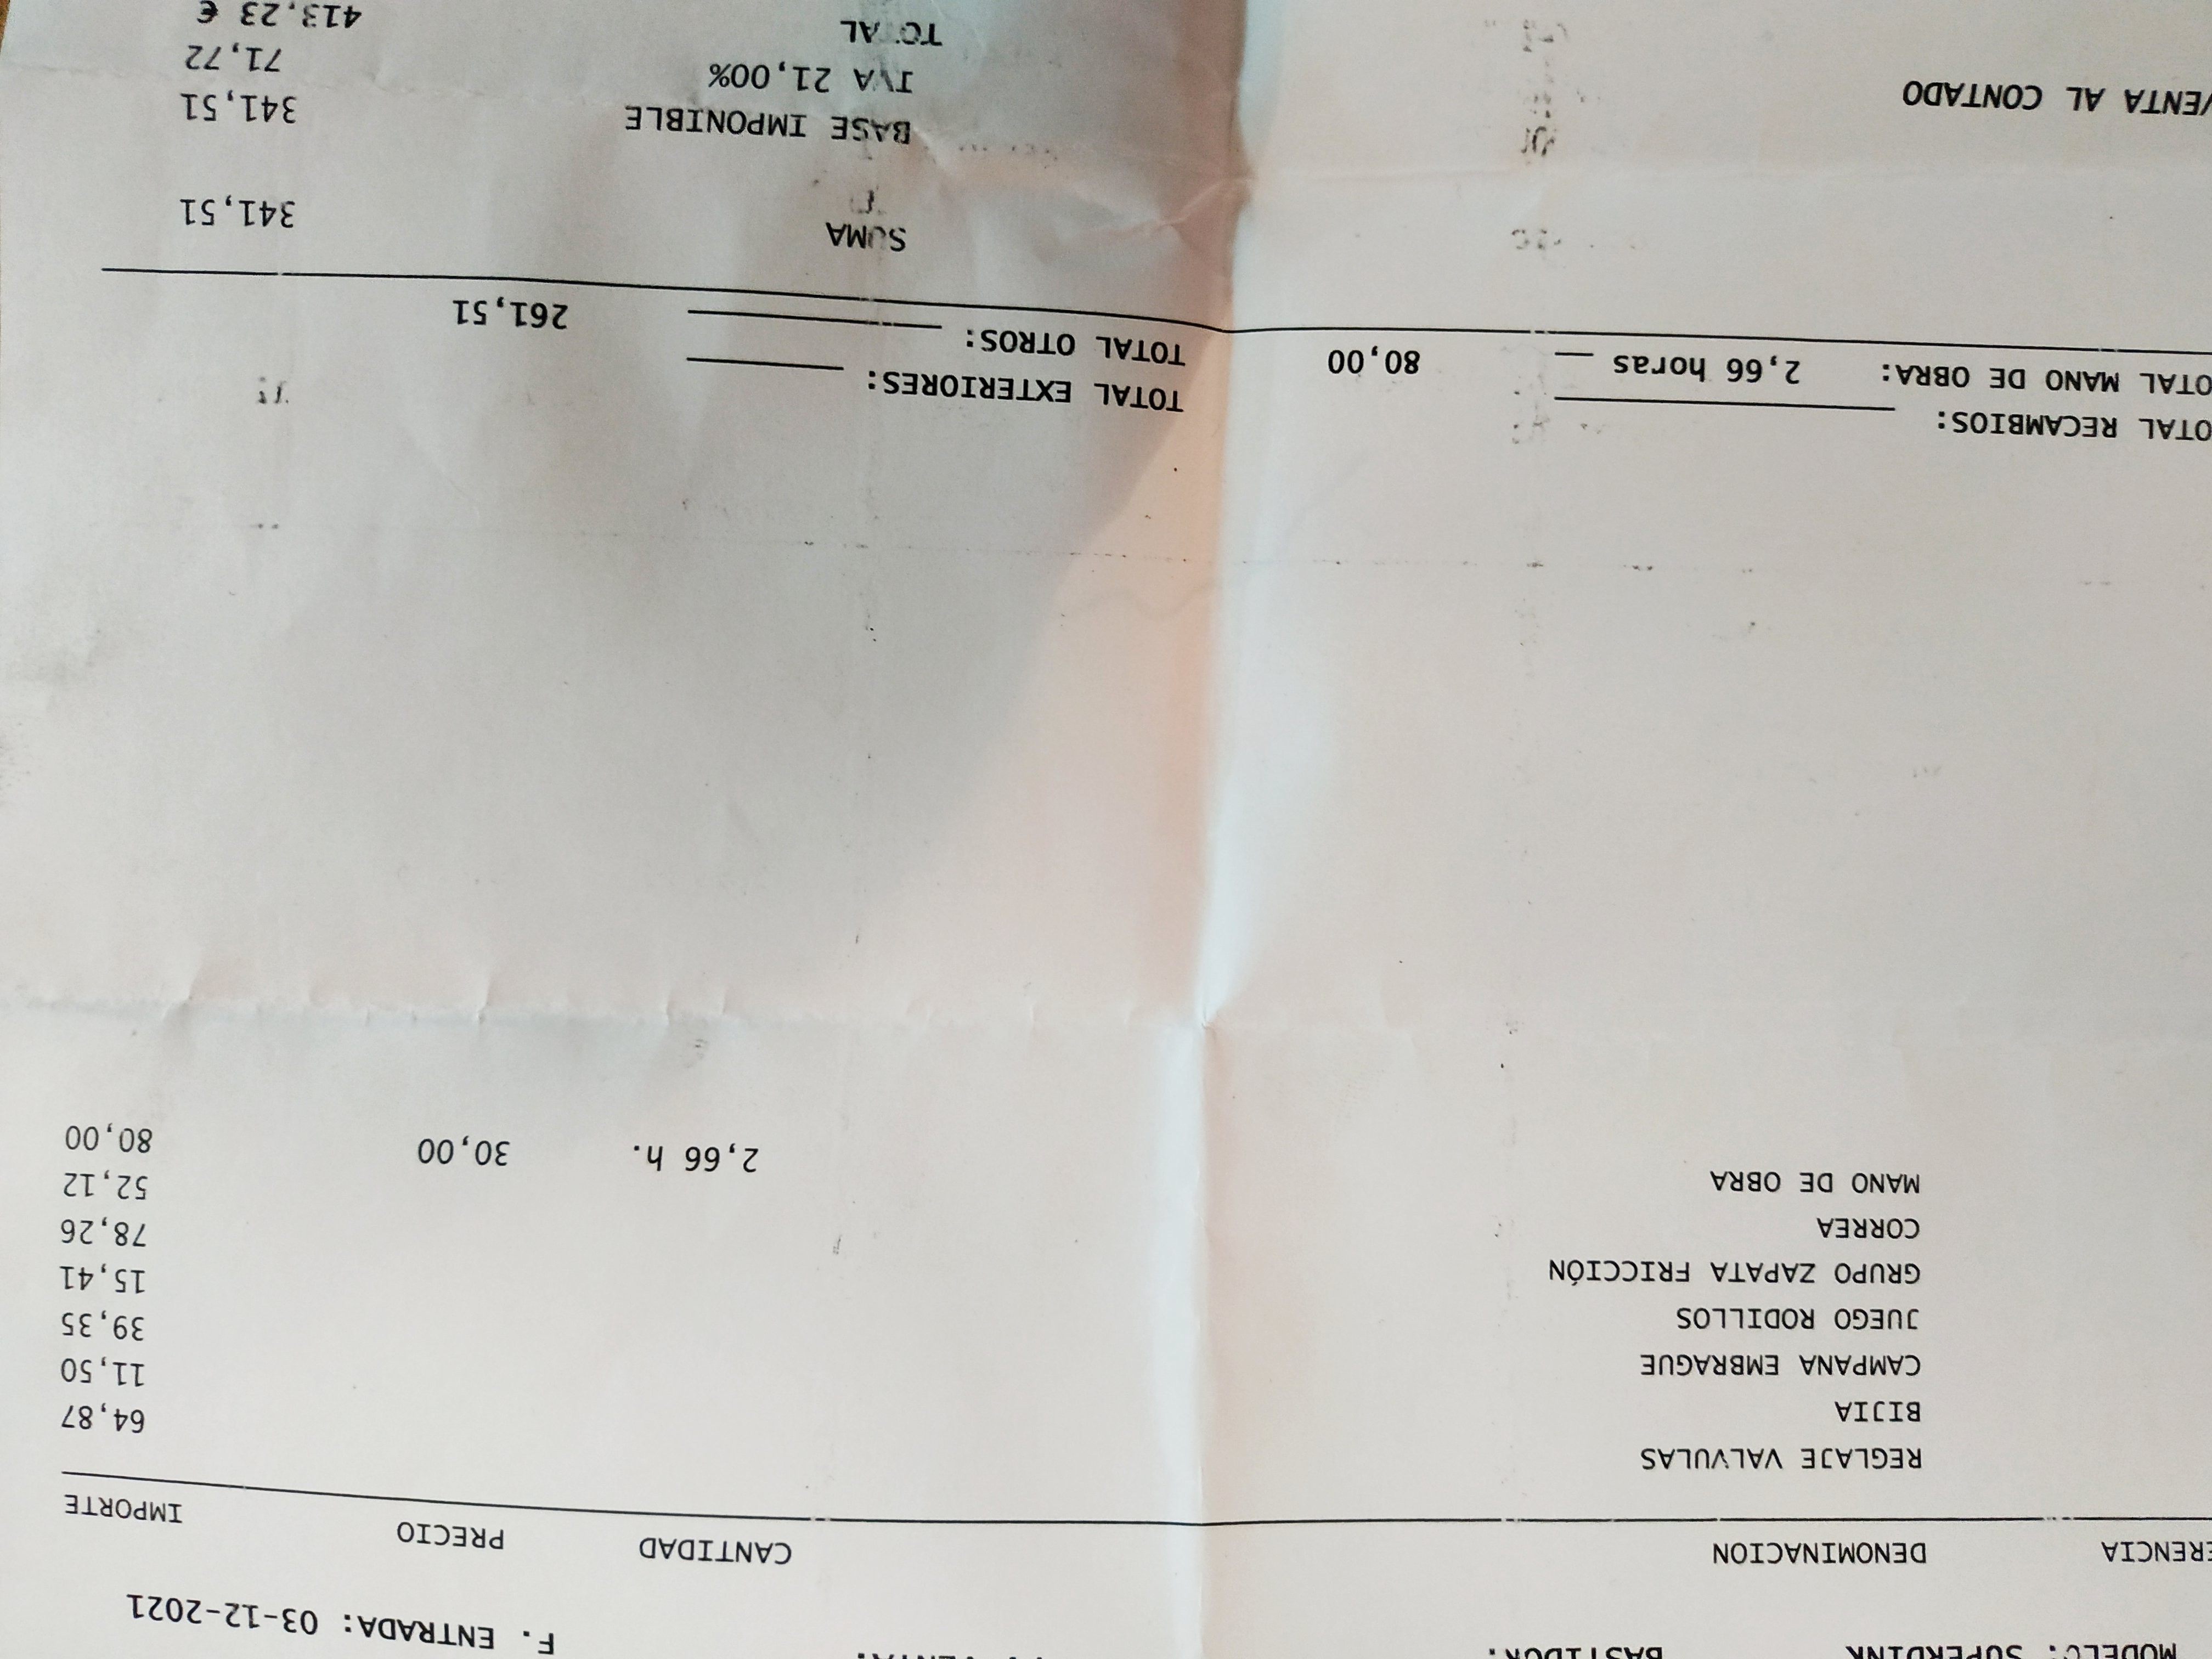 MODELO: SUPERDINK BASTIDOR:
F. ENTRADA: 03-12-2021
DENOMINACION CANTIDAD PRECIO IMPORTE
REGLAJE VALVULAS 64,87
BIJIA 11,50
CAMPANA EMBRAGUE 39,35
JUEGO RODILLOS 15,41
GRUPO ZAPATA FRICCIÓN 78,26
CORREA 52,12
MANO DE OBRA 2,66 h. 30,00 80,00
OTAL RECAMBIOS: TOTAL EXTERIORES:
OTAL MANO DE OBRA: 2,66 horas 80,00 TOTAL OTROS: 261,51
SUMA 341,51
BASE IMPONIBLE 341,51
VENTA AL CONTADO IVA 21,00% 71,72
TOTAL 413,23 €